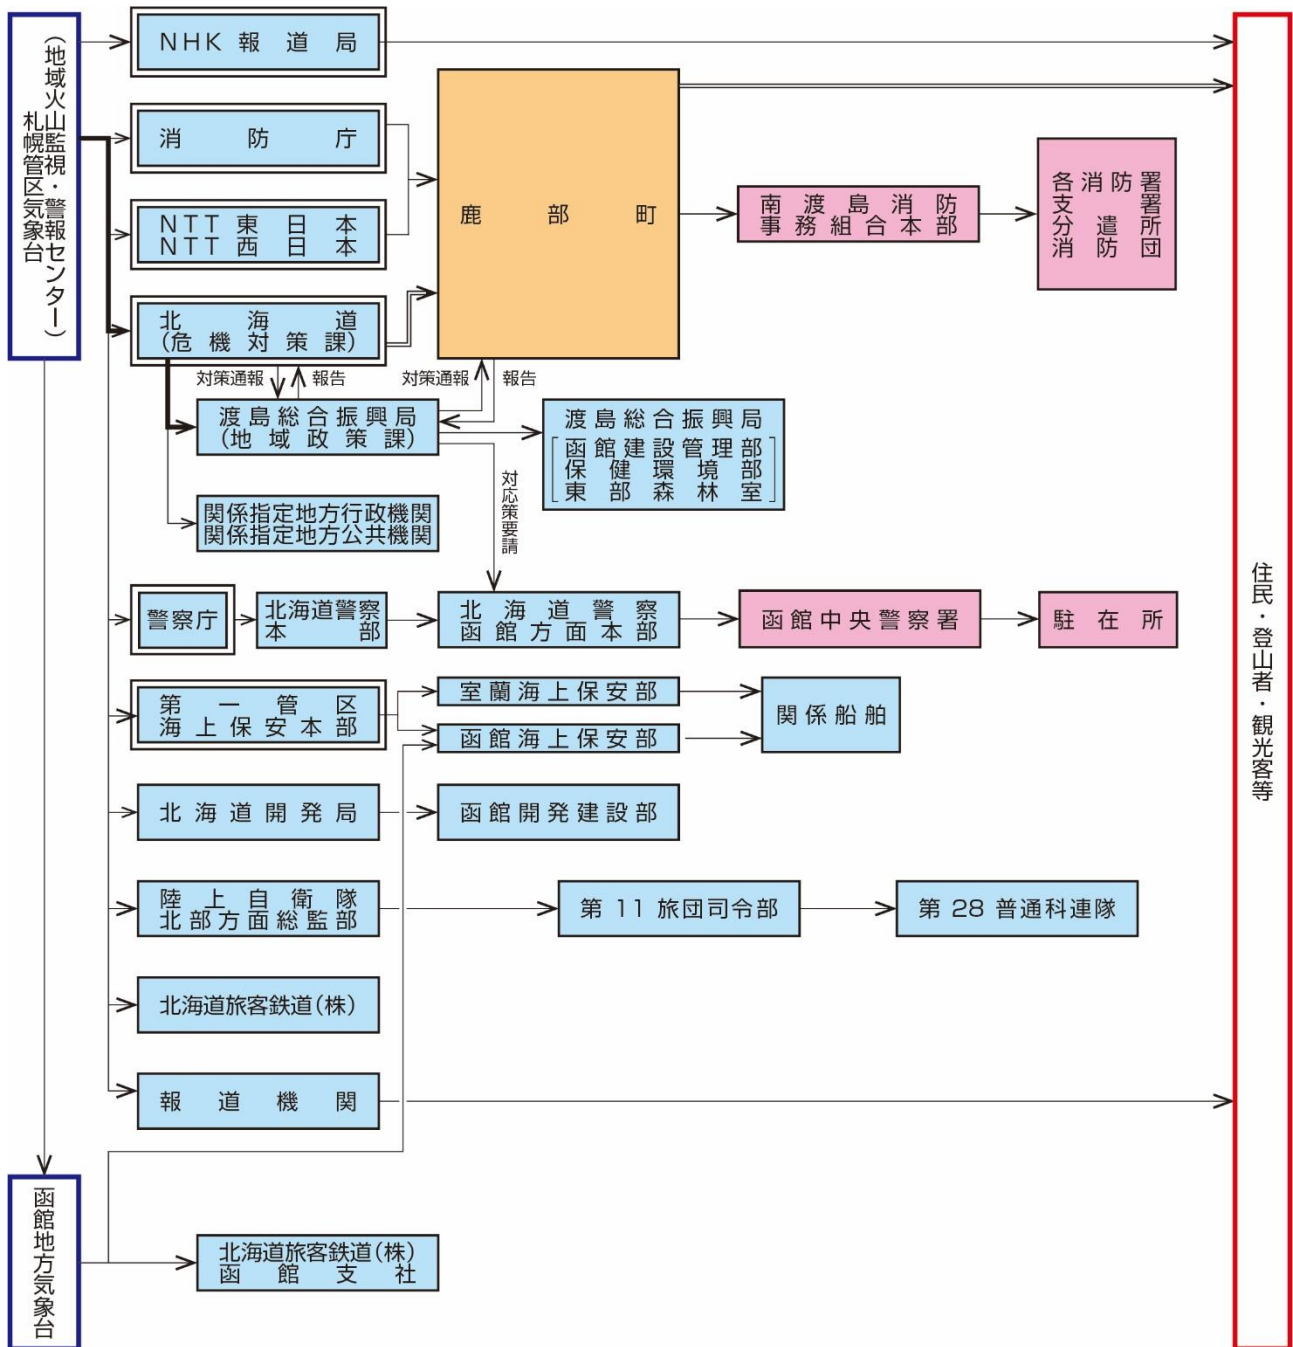 札幌管区気象台
（地域火山監視・警報センター）
NHK 報道局
消防庁
NTT 東日本
NTT 西日本
北海道
(危機対策課)
鹿部町
南渡島消防
事務組合本部
各消防署
支署
分遣所
消防団
対策通報
報告
対策通報
報告
渡島総合振興局
(地域政策課)
渡島総合振興局
函館建設管理部
保健環境部
東部森林室
関係指定地方行政機関
関係指定地方公共機関
対応策要請
警察庁
北海道警察
本部
北海道警察
函館方面本部
函館中央警察署
駐在所
第一管区
海上保安本部
室蘭海上保安部
函館海上保安部
関係船舶
北海道開発局
函館開発建設部
陸上自衛隊
北部方面総監部
第 11 旅団司令部
第 28 普通科連隊
北海道旅客鉄道(株)
報道機関
函館地方気象台
北海道旅客鉄道(株)
函館支社
住民・登山者・観光客等